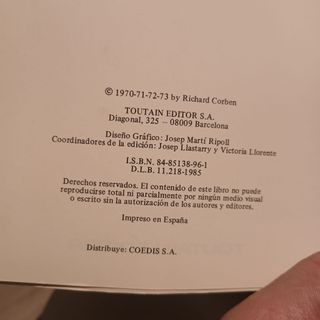 © 1970-71-72-73 by Richard Corben
TOUTAIN EDITOR S.A.
Diagonal, 325 – 08009 Barcelona
Diseño Gráfico: Josep Martí Ripoll
Coordinadores de la edición: Josep Llastarry y Victoria Llorente
I.S.B.N. 84-85138-96-1
D.L.B. 11.218-1985
Derechos reservados. El contenido de este libro no puede
reproducirse total ni parcialmente por ningún medio visual
o escrito sin la autorización de los autores y editores.
Impreso en España
Distribuye: COEDIS S.A.